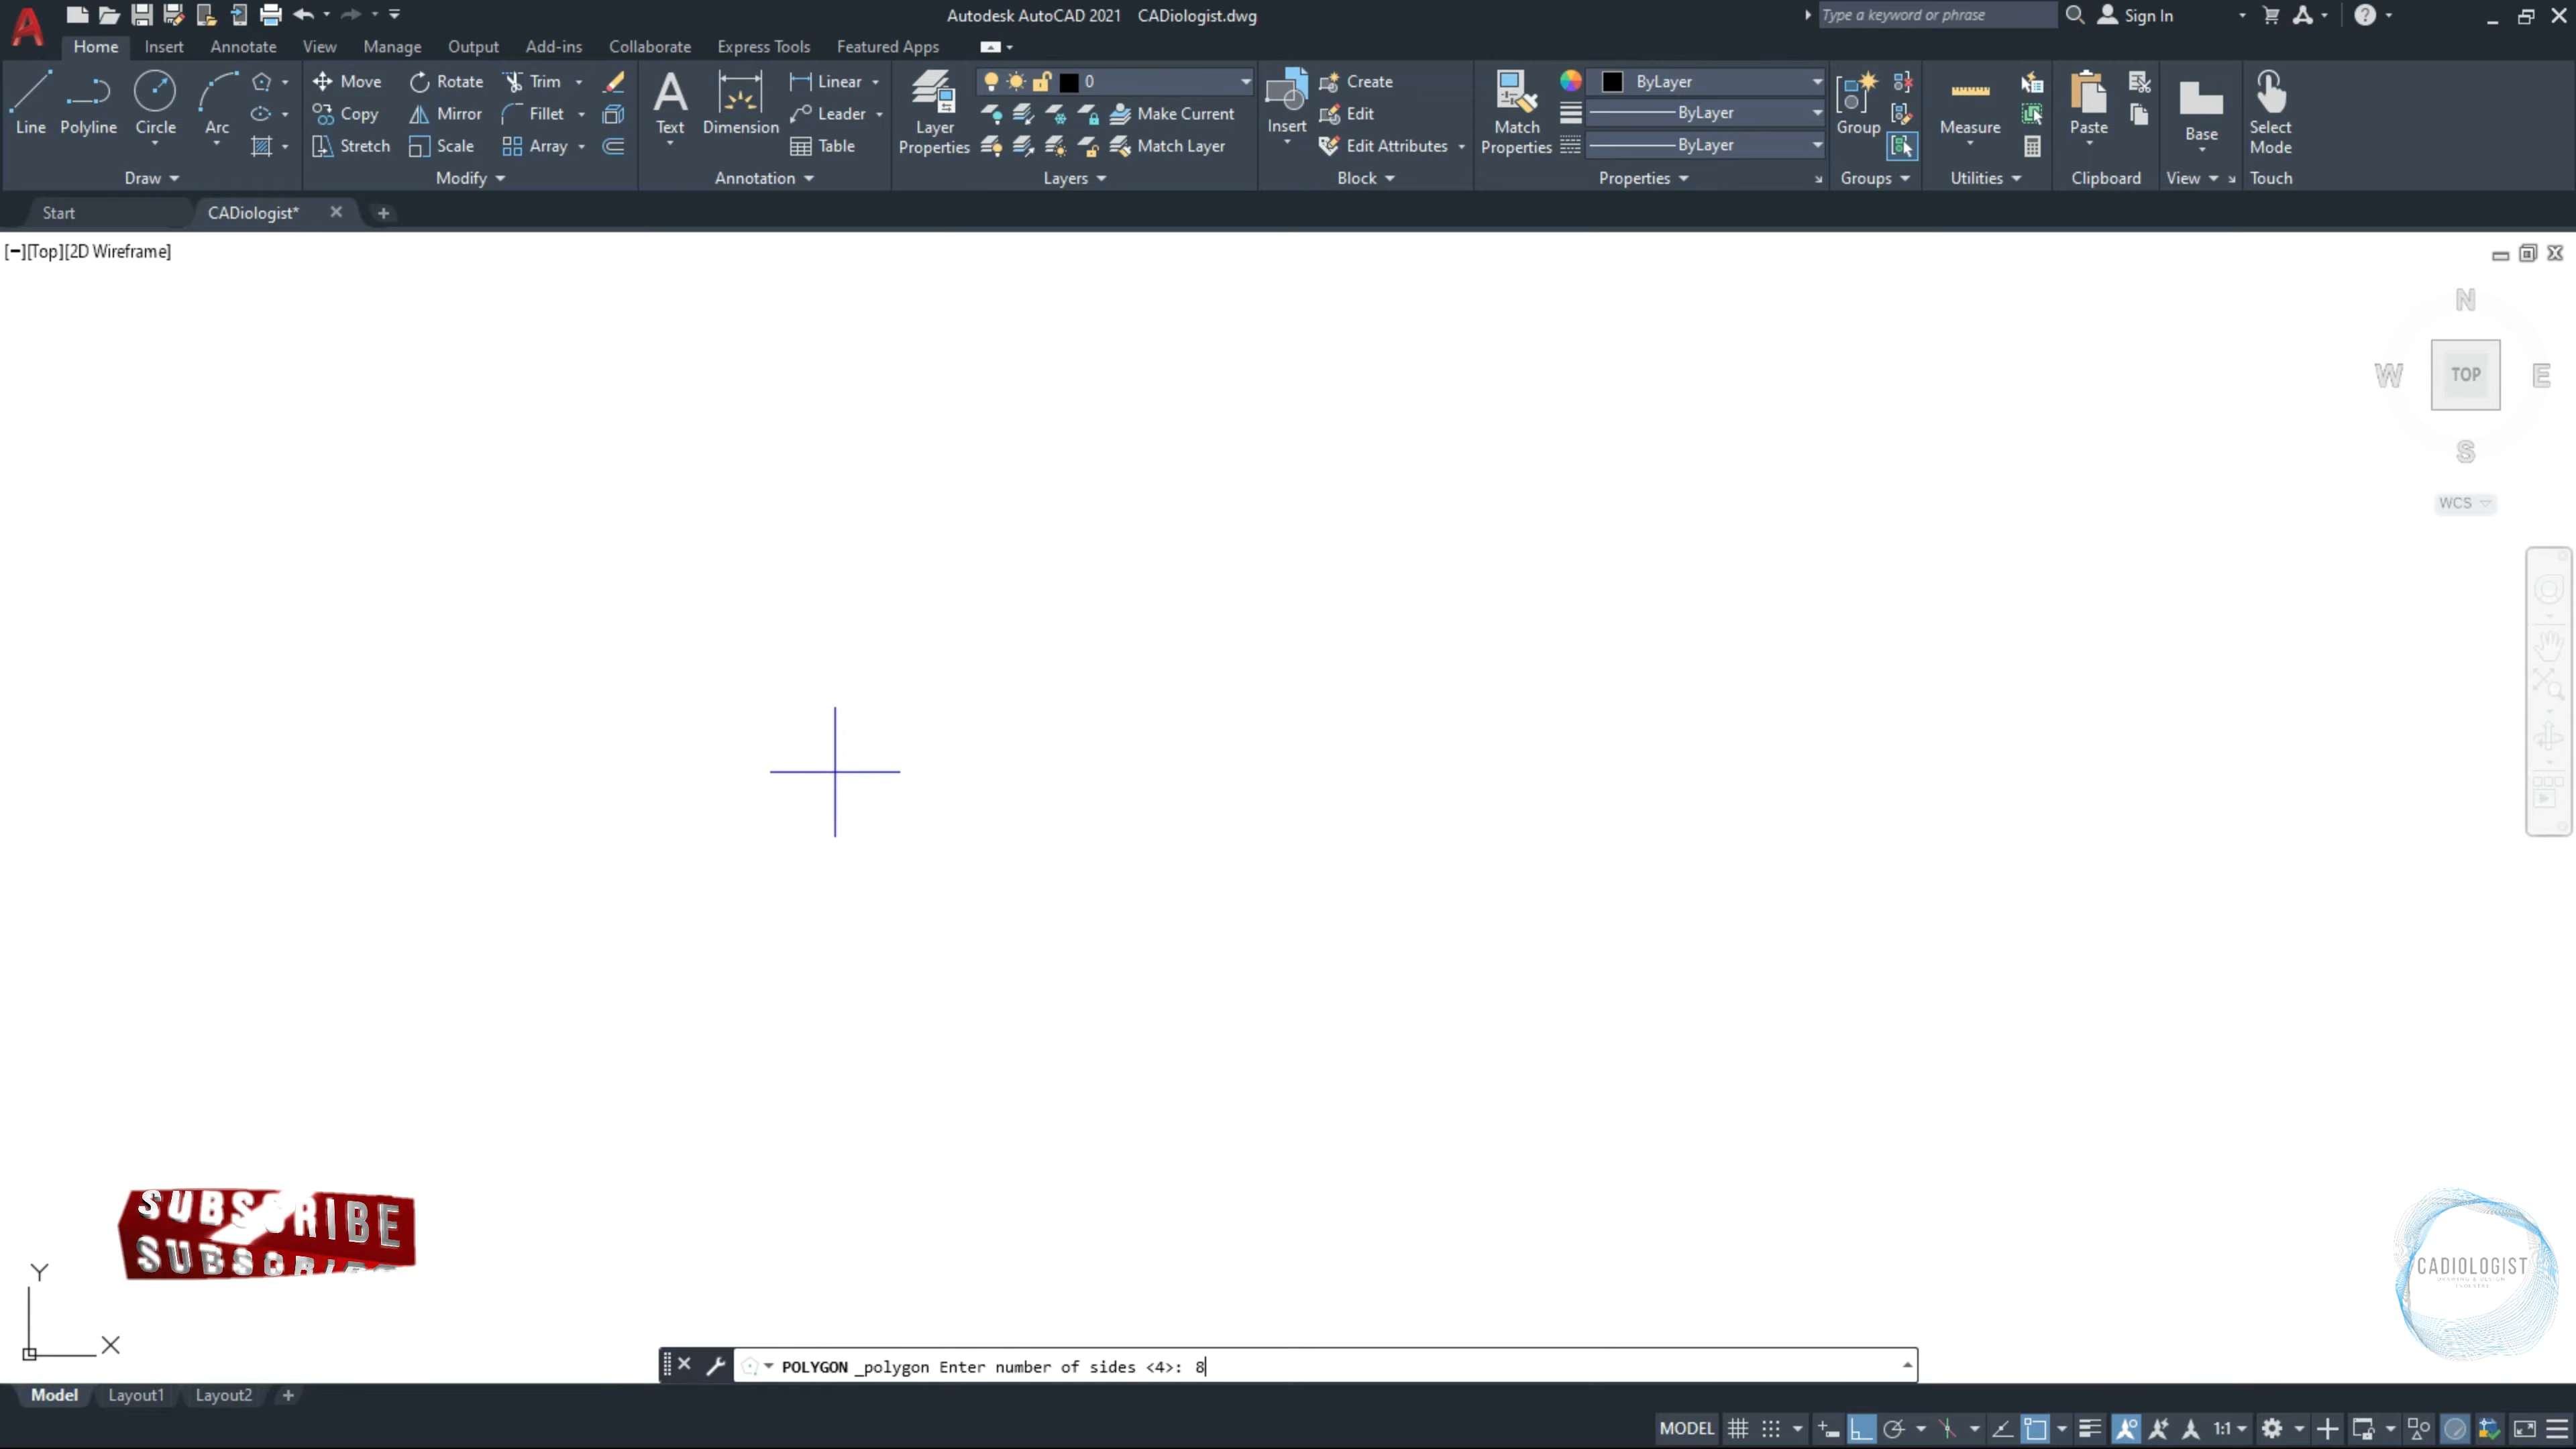 Autodesk AutoCAD 2021 CADiologist.dwg
Type a keyword or phrase
Sign In
Home Insert Annotate View Manage Output Add-ins Collaborate Express Tools Featured Apps
Line Polyline Circle Arc
Move Rotate Trim
Copy Mirror Fillet
Stretch Scale Array
Text Dimension
Linear
Leader
Table
Layer Properties
0
Make Current
Match Layer
Insert
Create
Edit
Edit Attributes
Match Properties
ByLayer
ByLayer
ByLayer
Group
Measure
Paste
Base
Select Mode
Draw Modify Annotation Layers Block Properties Groups Utilities Clipboard View Touch
Start CADiologist*
[−][Top][2D Wireframe]
N
W TOP E
S
WCS
SUBSCRIBE
SUBSCRIBE
CADIOLOGIST
Y
X
POLYGON _polygon Enter number of sides <4>: 8
Model Layout1 Layout2
MODEL 1:1